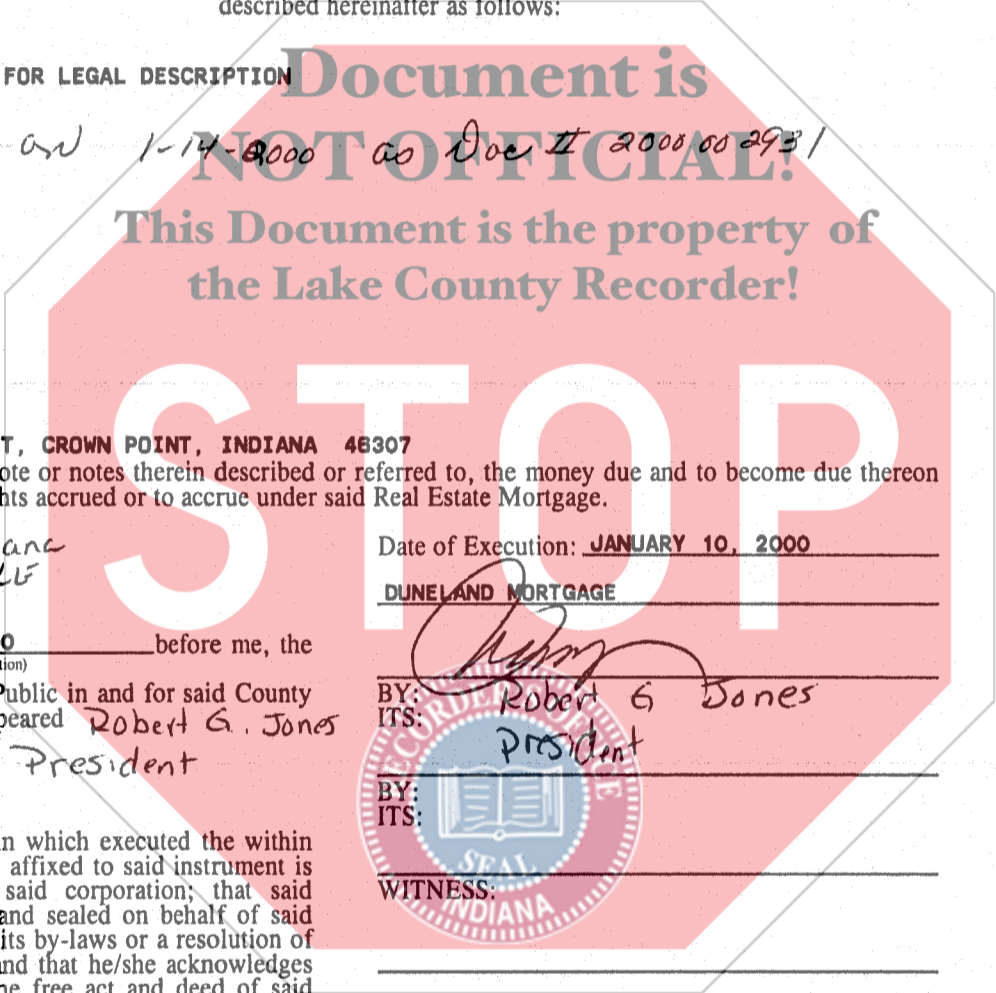 described hereinafter as follows:
FOR LEGAL DESCRIPTION
Document is
1-14-2000 as Doc # 2000 00 2931
NOT OFFICIAL!
This Document is the property of
the Lake County Recorder!
STOP
T, CROWN POINT, INDIANA 46307
ote or notes therein described or referred to, the money due and to become due thereon
hts accrued or to accrue under said Real Estate Mortgage.
Date of Execution: JANUARY 10, 2000
DUNELAND MORTGAGE
0 before me, the
ion)
Public in and for said County
peared Robert G. Jones
President
BY: Robert G Jones
ITS: President
BY:
ITS:
WITNESS:
RECORDER OFFICE
SEAL
INDIANA
n which executed the within
affixed to said instrument is
said corporation; that said
and sealed on behalf of said
its by-laws or a resolution of
and that he/she acknowledges
he free act and deed of said